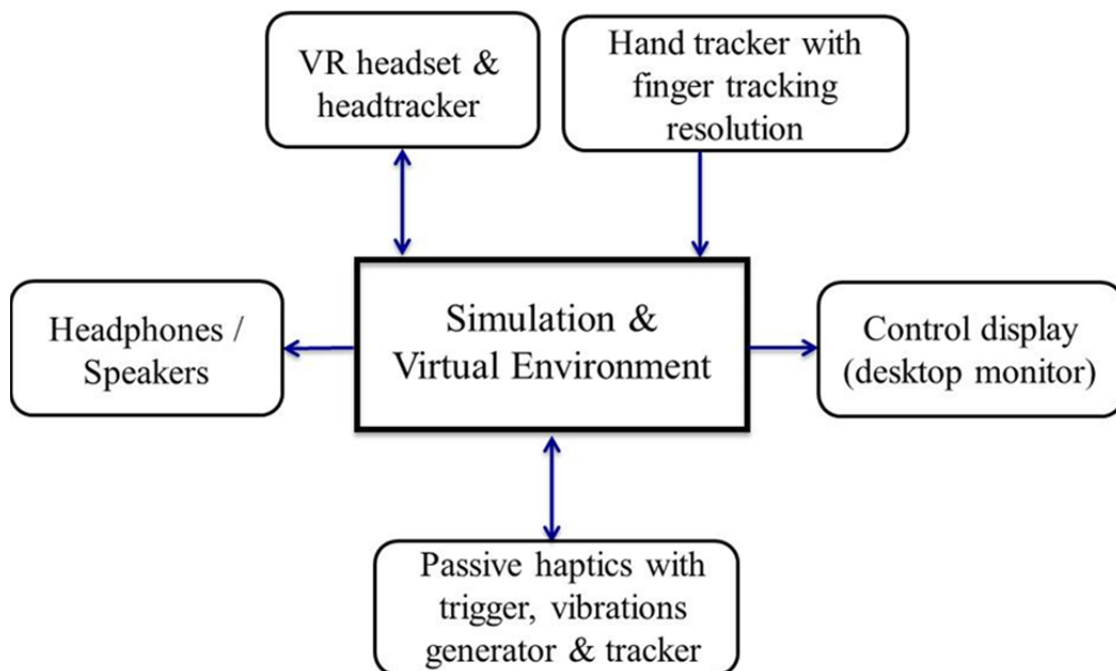 VR headset &
headtracker
Hand tracker with
finger tracking
resolution
Headphones /
Speakers
Simulation &
Virtual Environment
Control display
(desktop monitor)
Passive haptics with
trigger, vibrations
generator & tracker